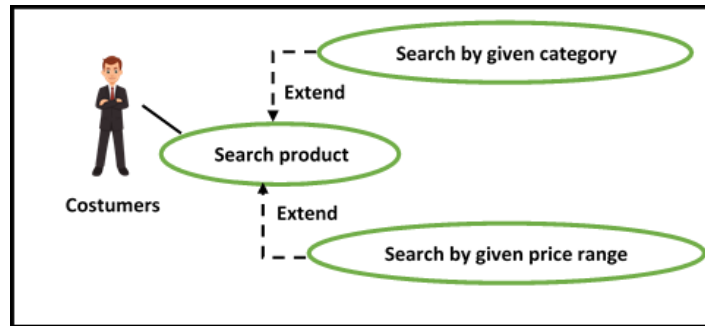 Search by given category
Extend
Search product
Costumers
Extend
Search by given price range